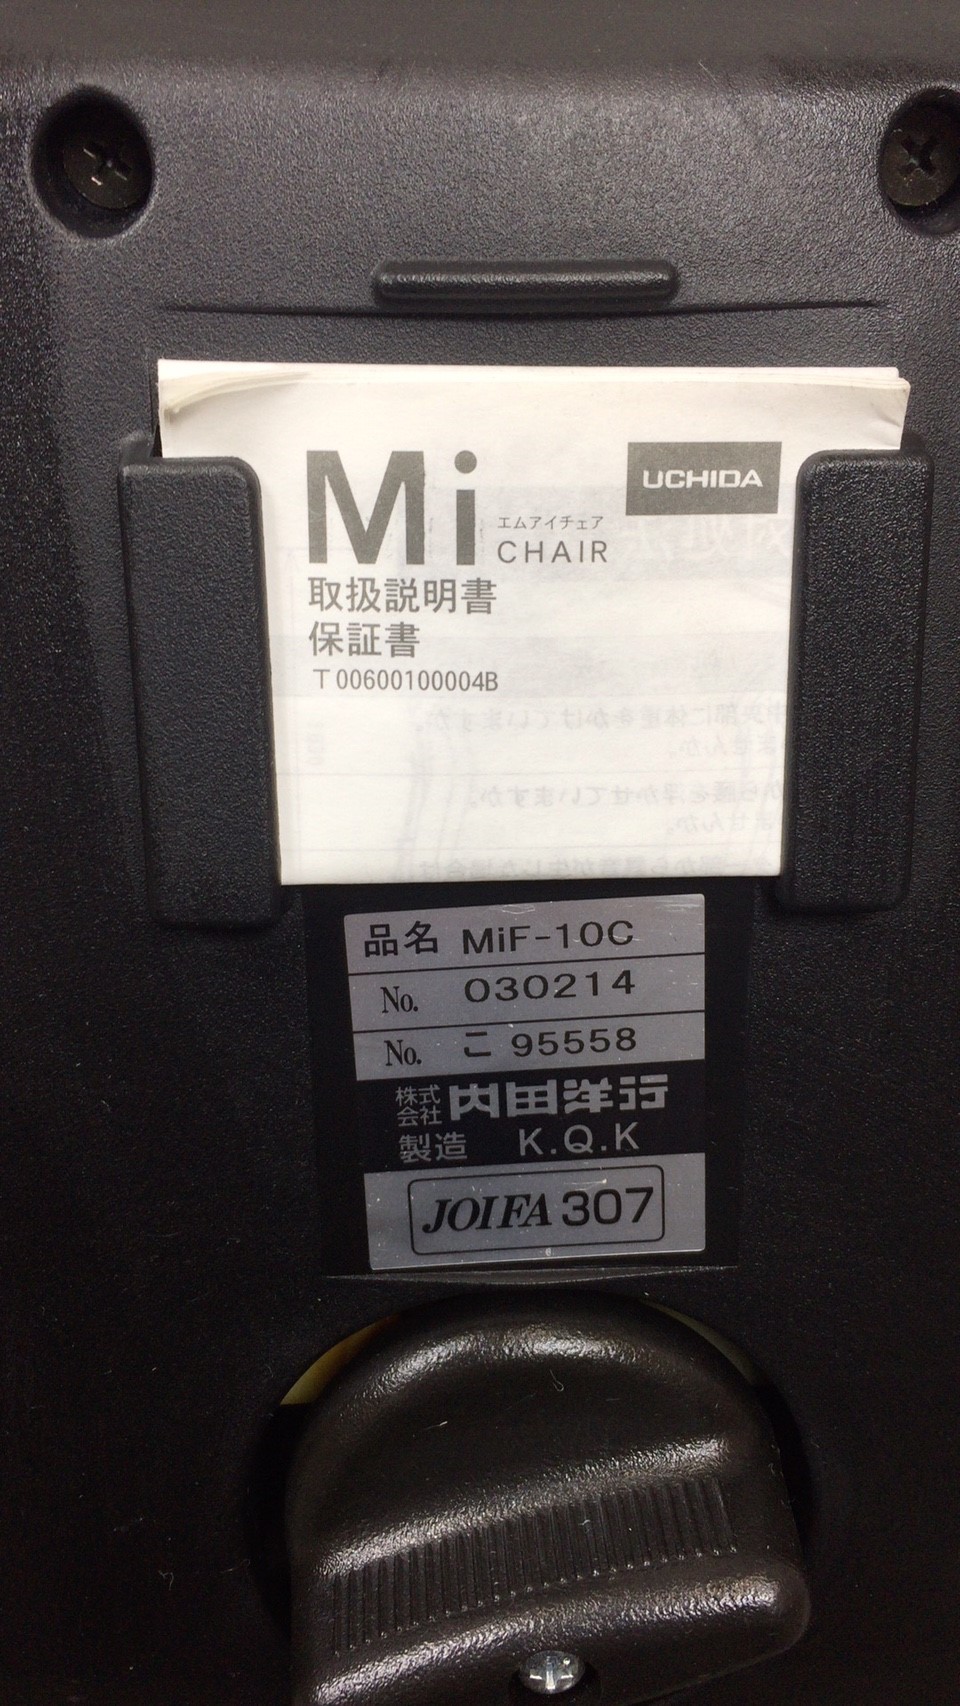 Mi エムアイチェア
CHAIR
UCHIDA
取扱説明書
保証書
T00600100004B
品名 MiF-10C
No. 030214
No. こ 95558
株式会社 内田洋行
製造 K.Q.K
JOIFA 307